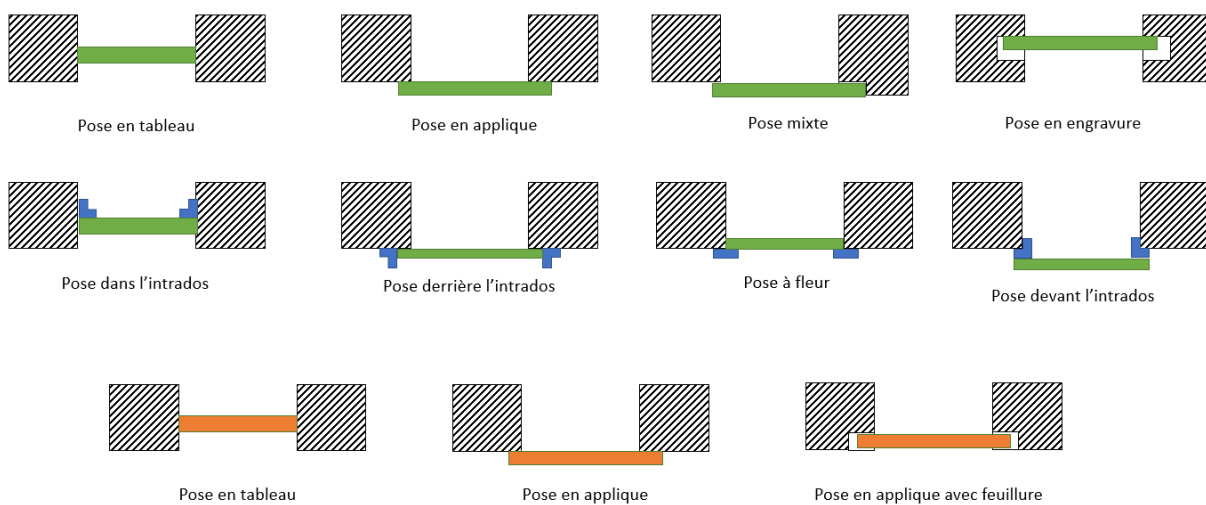 Pose en tableau
Pose en applique
Pose mixte
Pose en engravure
Pose dans l'intrados
Pose derrière l'intrados
Pose à fleur
Pose devant l'intrados
Pose en tableau
Pose en applique
Pose en applique avec feuillure